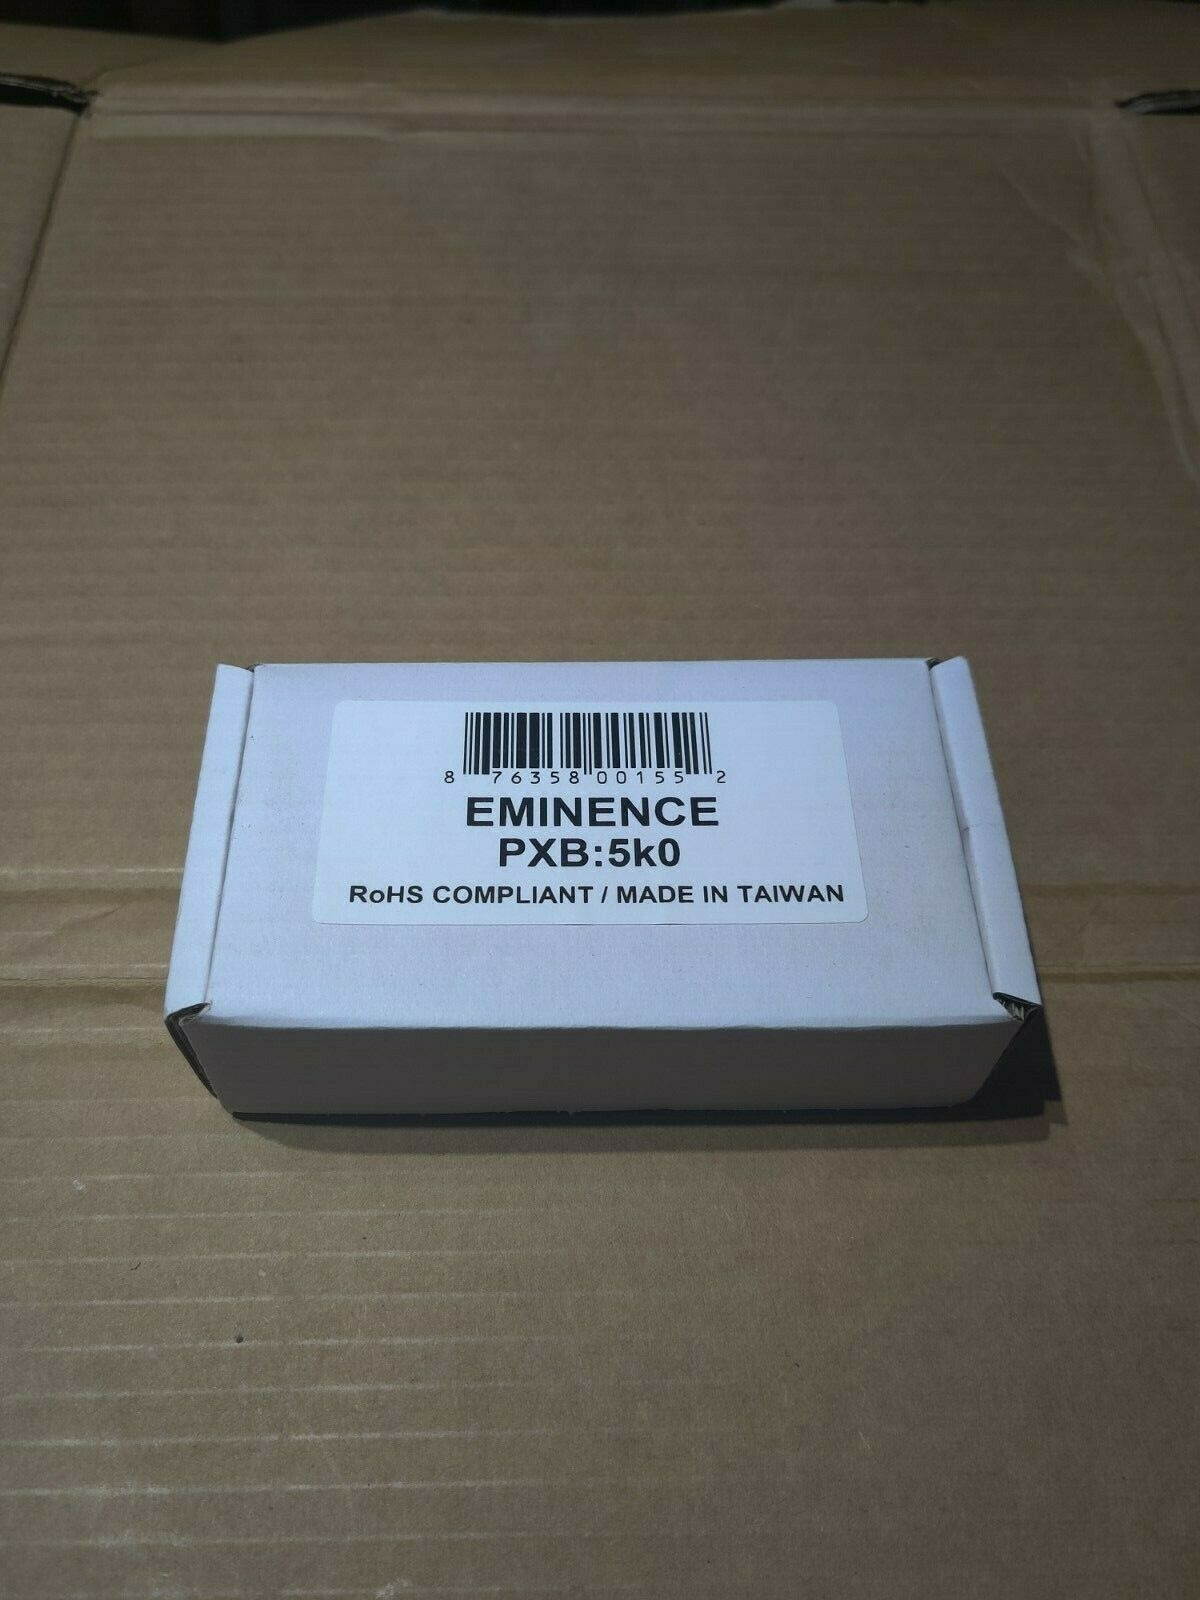 8 76358 00155 2
EMINENCE
PXB:5k0
RoHS COMPLIANT / MADE IN TAIWAN